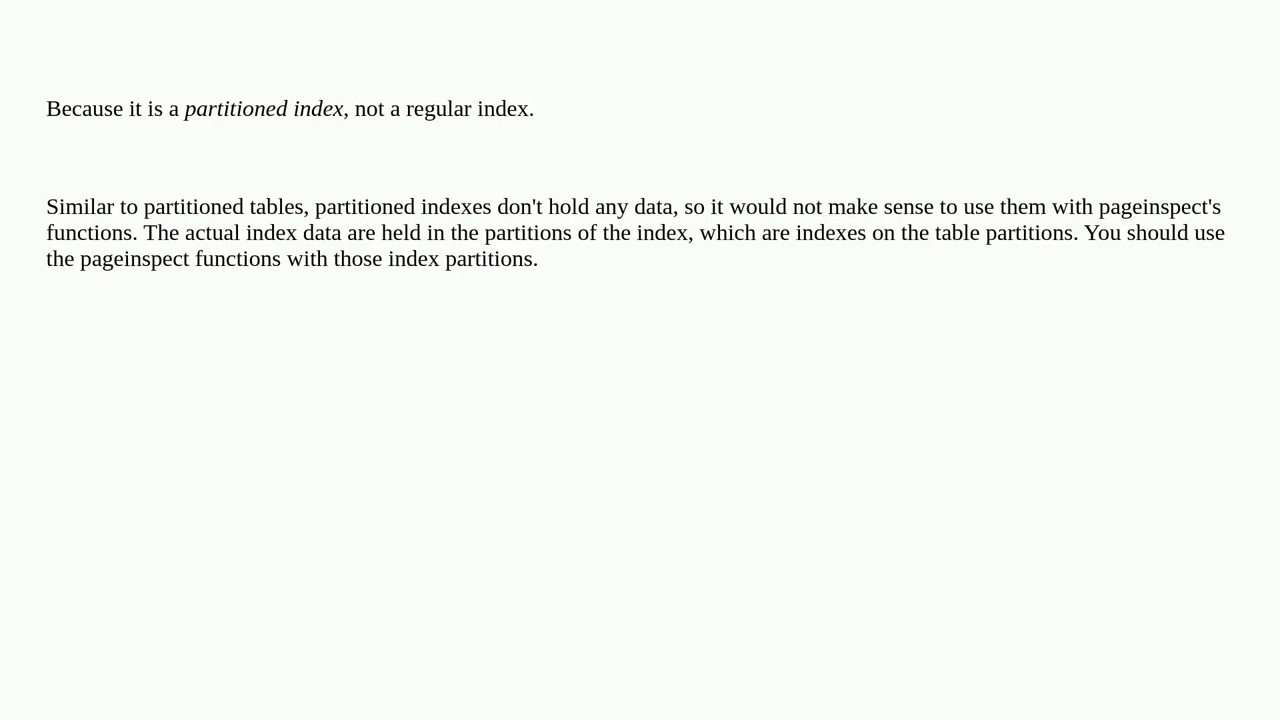 Because it is a partitioned index, not a regular index.
Similar to partitioned tables, partitioned indexes don't hold any data, so it would not make sense to use them with pageinspect's
functions. The actual index data are held in the partitions of the index, which are indexes on the table partitions. You should use
the pageinspect functions with those index partitions.